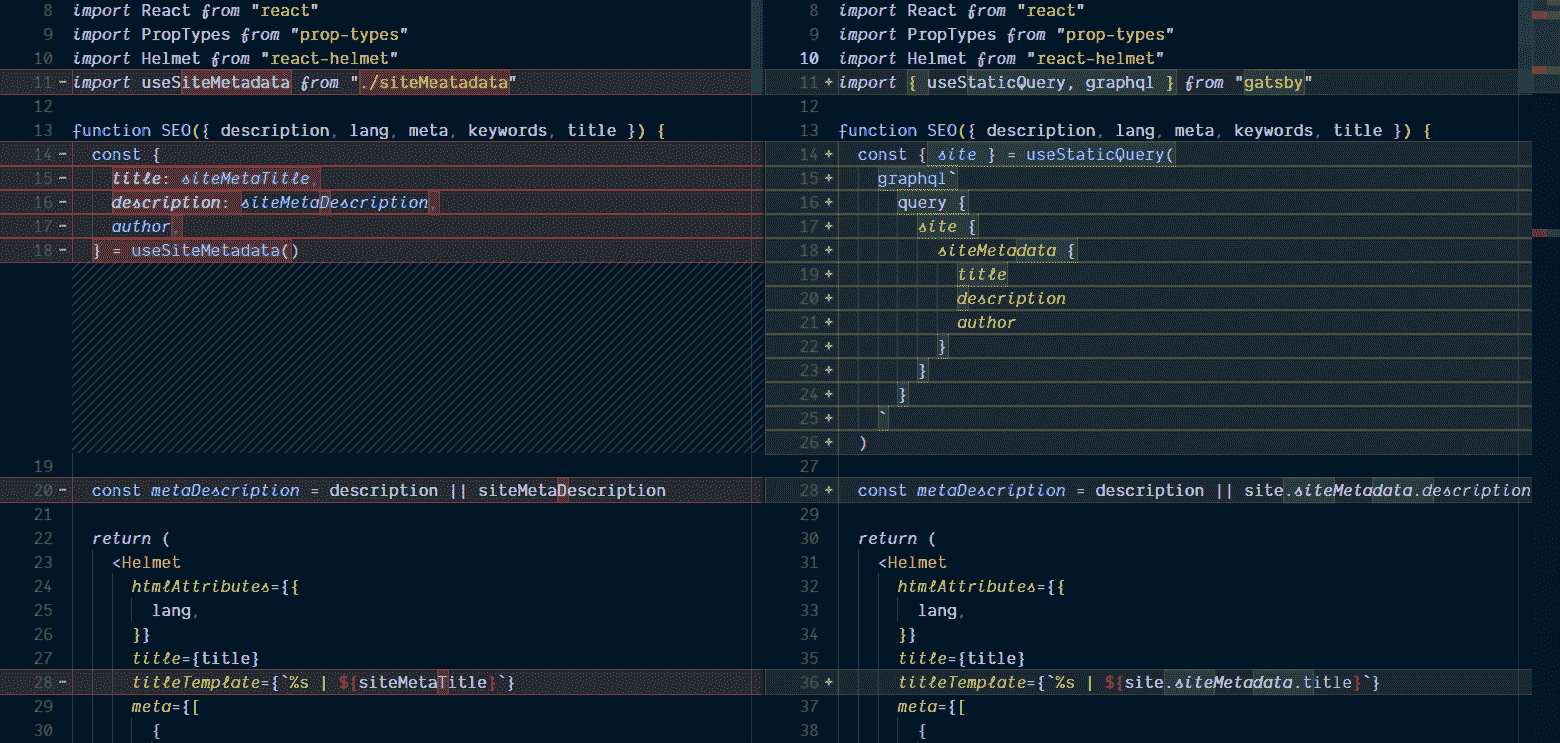 8 import React from "react"
9 import PropTypes from "prop-types"
10 import Helmet from "react-helmet"
11 - import useSiteMetadata from "./siteMeatadata"
12
13 function SEO({ description, lang, meta, keywords, title }) {
14 - const {
15 - title: siteMetaTitle,
16 - description: siteMetaDescription,
17 - author,
18 - } = useSiteMetadata()
19
20 - const metaDescription = description || siteMetaDescription
21
22 return (
23 <Helmet
24 htmlAttributes={{
25 lang,
26 }}
27 title={title}
28 - titleTemplate={`%s | ${siteMetaTitle}`}
29 meta={[
30 {
8 import React from "react"
9 import PropTypes from "prop-types"
10 import Helmet from "react-helmet"
11 + import { useStaticQuery, graphql } from "gatsby"
12
13 function SEO({ description, lang, meta, keywords, title }) {
14 + const { site } = useStaticQuery(
15 + graphql`
16 + query {
17 + site {
18 + siteMetadata {
19 + title
20 + description
21 + author
22 + }
23 + }
24 + }
25 + `
26 + )
27
28 + const metaDescription = description || site.siteMetadata.description
29
30 return (
31 <Helmet
32 htmlAttributes={{
33 lang,
34 }}
35 title={title}
36 + titleTemplate={`%s | ${site.siteMetadata.title}`}
37 meta={[
38 {